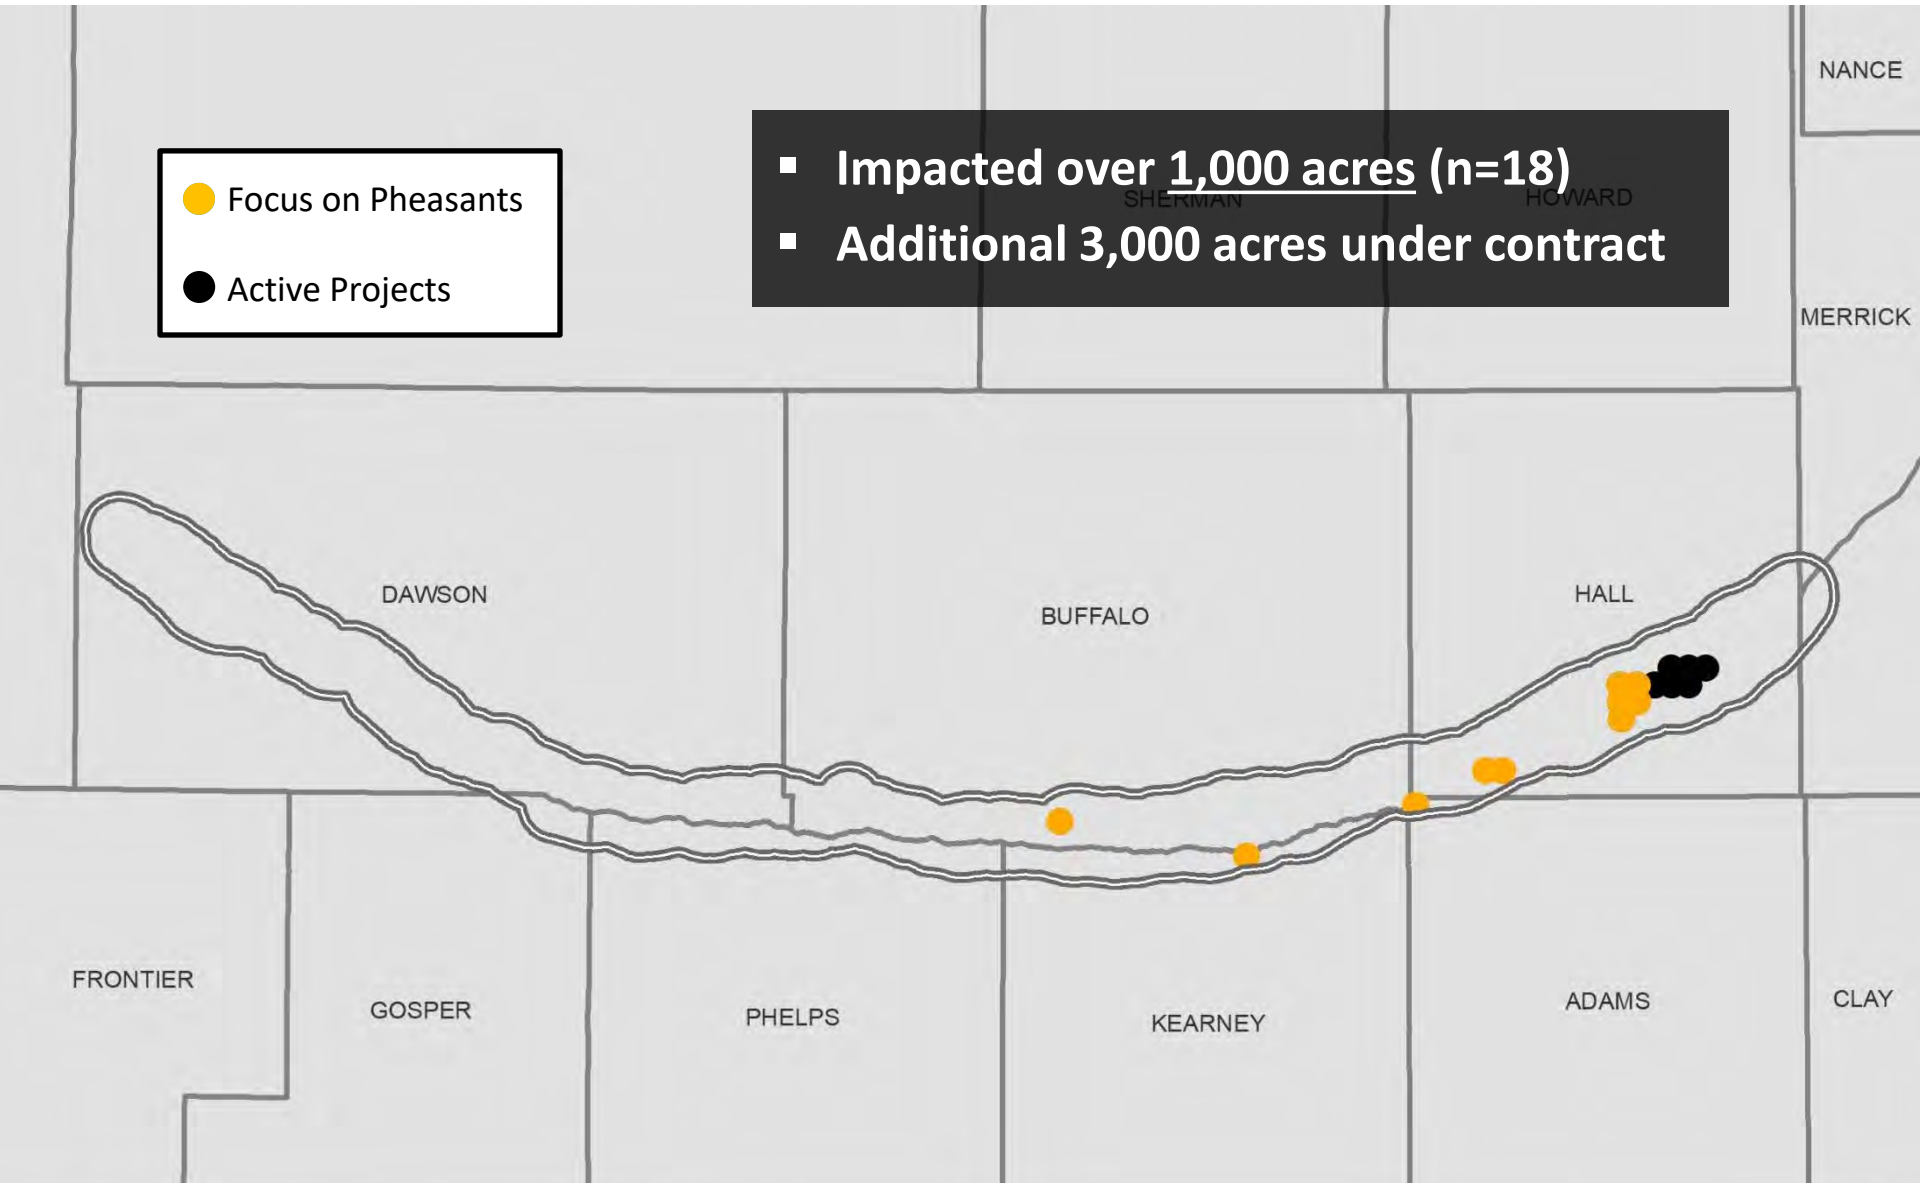 NANCE
▪ Impacted over 1,000 acres (n=18)
SHERMAN
HOWARD
▪ Additional 3,000 acres under contract
Focus on Pheasants
Active Projects
MERRICK
DAWSON
BUFFALO
HALL
FRONTIER
GOSPER
PHELPS
KEARNEY
ADAMS
CLAY